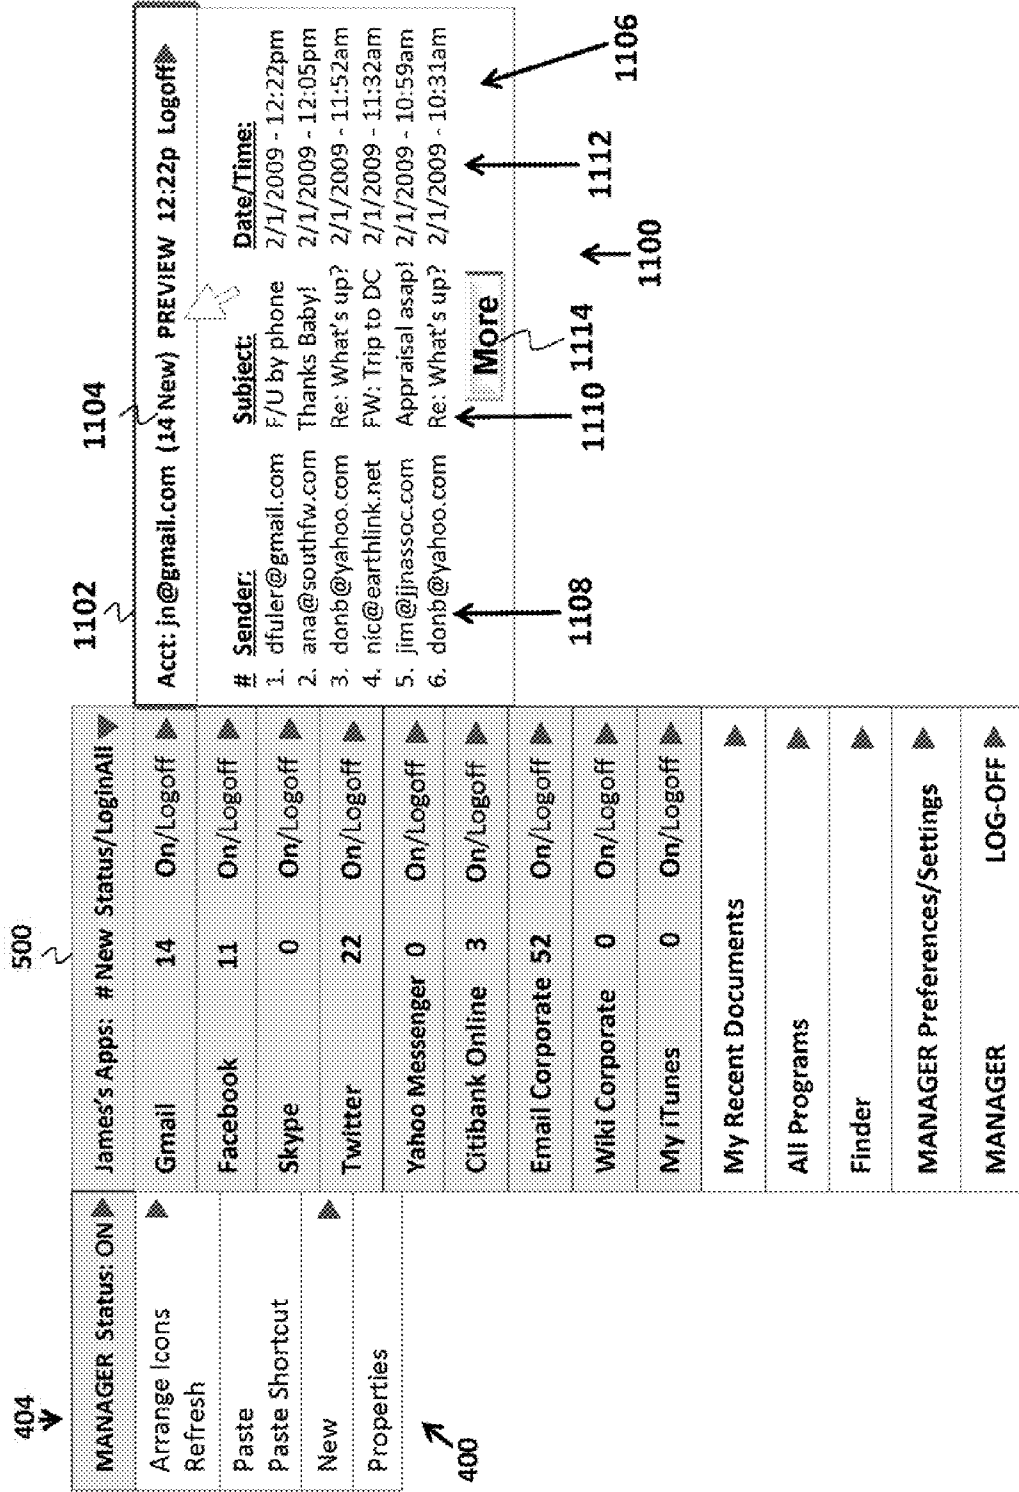 404
MANAGER Status: ON
Arrange Icons
Refresh
Paste
Paste Shortcut
New
Properties
400
500
James's Apps: # New Status/LoginAll
Gmail 14 On/Logoff
Facebook 11 On/Logoff
Skype 0 On/Logoff
Twitter 22 On/Logoff
Yahoo Messenger 0 On/Logoff
Citibank Online 3 On/Logoff
Email Corporate 52 On/Logoff
Wiki Corporate 0 On/Logoff
My iTunes 0 On/Logoff
My Recent Documents
All Programs
Finder
MANAGER Preferences/Settings
MANAGER LOG-OFF
1102
1104
Acct: jn@gmail.com (14 New) PREVIEW 12:22p Logoff
# Sender: Subject: Date/Time:
1. dfuler@gmail.com F/U by phone 2/1/2009 - 12:22pm
2. ana@southfw.com Thanks Baby! 2/1/2009 - 12:05pm
3. donb@yahoo.com Re: What's up? 2/1/2009 - 11:52am
4. nic@earthlink.net FW: Trip to DC 2/1/2009 - 11:32am
5. jim@jjnassoc.com Appraisal asap! 2/1/2009 - 10:59am
6. donb@yahoo.com Re: What's up? 2/1/2009 - 10:31am
More
1108
1110
1114
1100
1112
1106